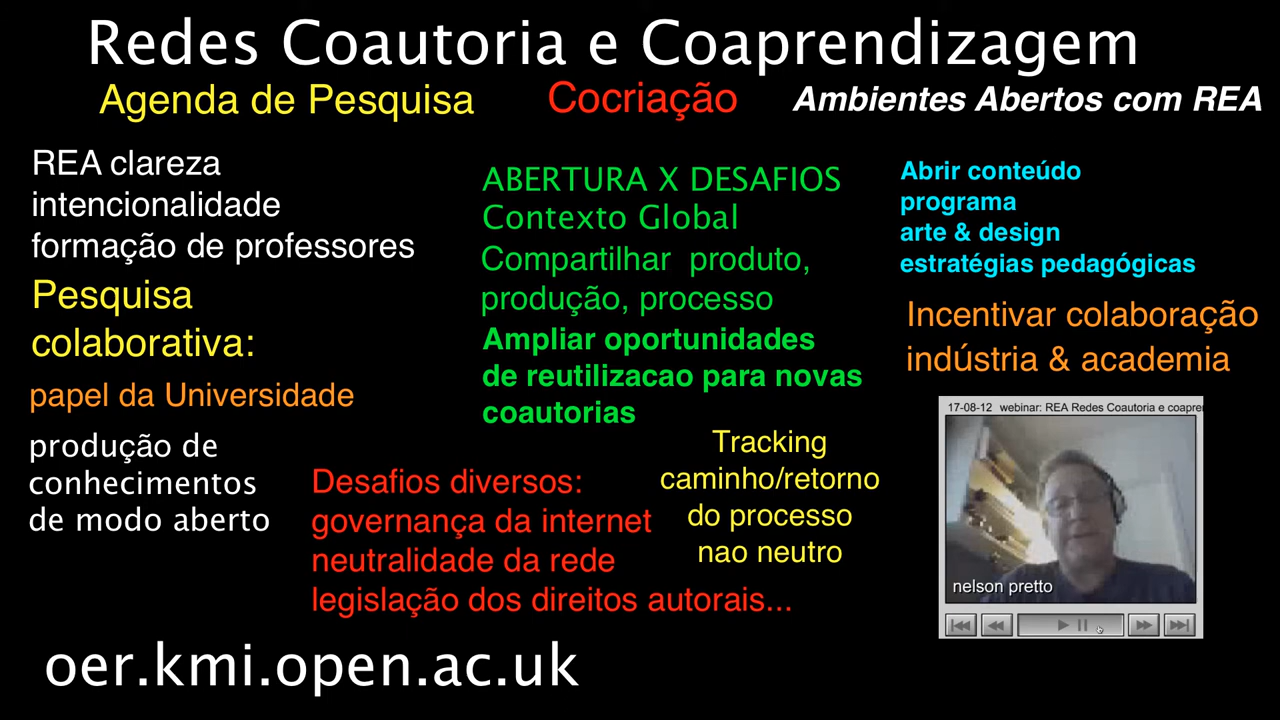 Redes Coautoria e Coaprendizagem
Agenda de Pesquisa
Cocriação
Ambientes Abertos com REA
REA clareza
intencionalidade
formação de professores
Pesquisa
colaborativa:
papel da Universidade
produção de
conhecimentos
de modo aberto
ABERTURA X DESAFIOS
Contexto Global
Compartilhar produto,
produção, processo
Ampliar oportunidades
de reutilizacao para novas
coautorias
Desafios diversos:
governança da internet
neutralidade da rede
legislação dos direitos autorais...
Tracking
caminho/retorno
do processo
nao neutro
Abrir conteúdo
programa
arte & design
estratégias pedagógicas
Incentivar colaboração
indústria & academia
17-08-12 webinar: REA Redes Coautoria e coapren
nelson pretto
oer.kmi.open.ac.uk